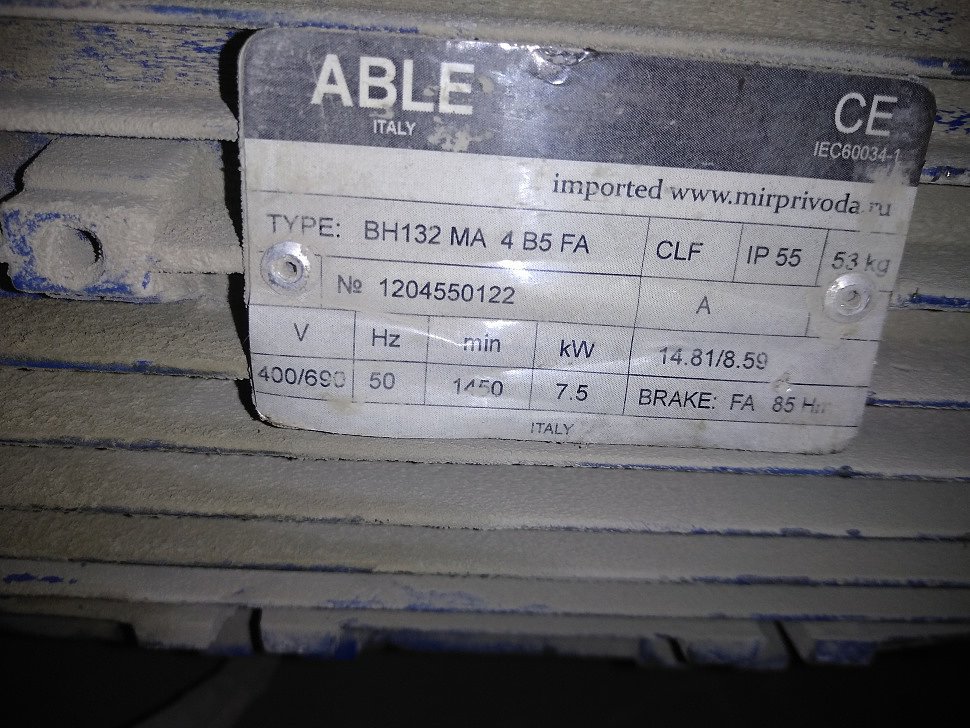 ABLE
ITALY
CE
IEC60034-1
imported www.mirprivoda.ru
TYPE: BH132 MA 4 B5 FA CLF IP 55 53 kg
№ 1204550122 A
V Hz min kW 14.81/8.59
400/690 50 1450 7.5 BRAKE: FA 85
ITALY